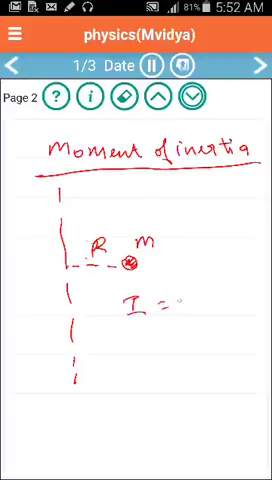 81% 5:52 AM
physics(Mvidya)
1/3 Date
Page 2 ? i
Moment of inertia
R m
I =